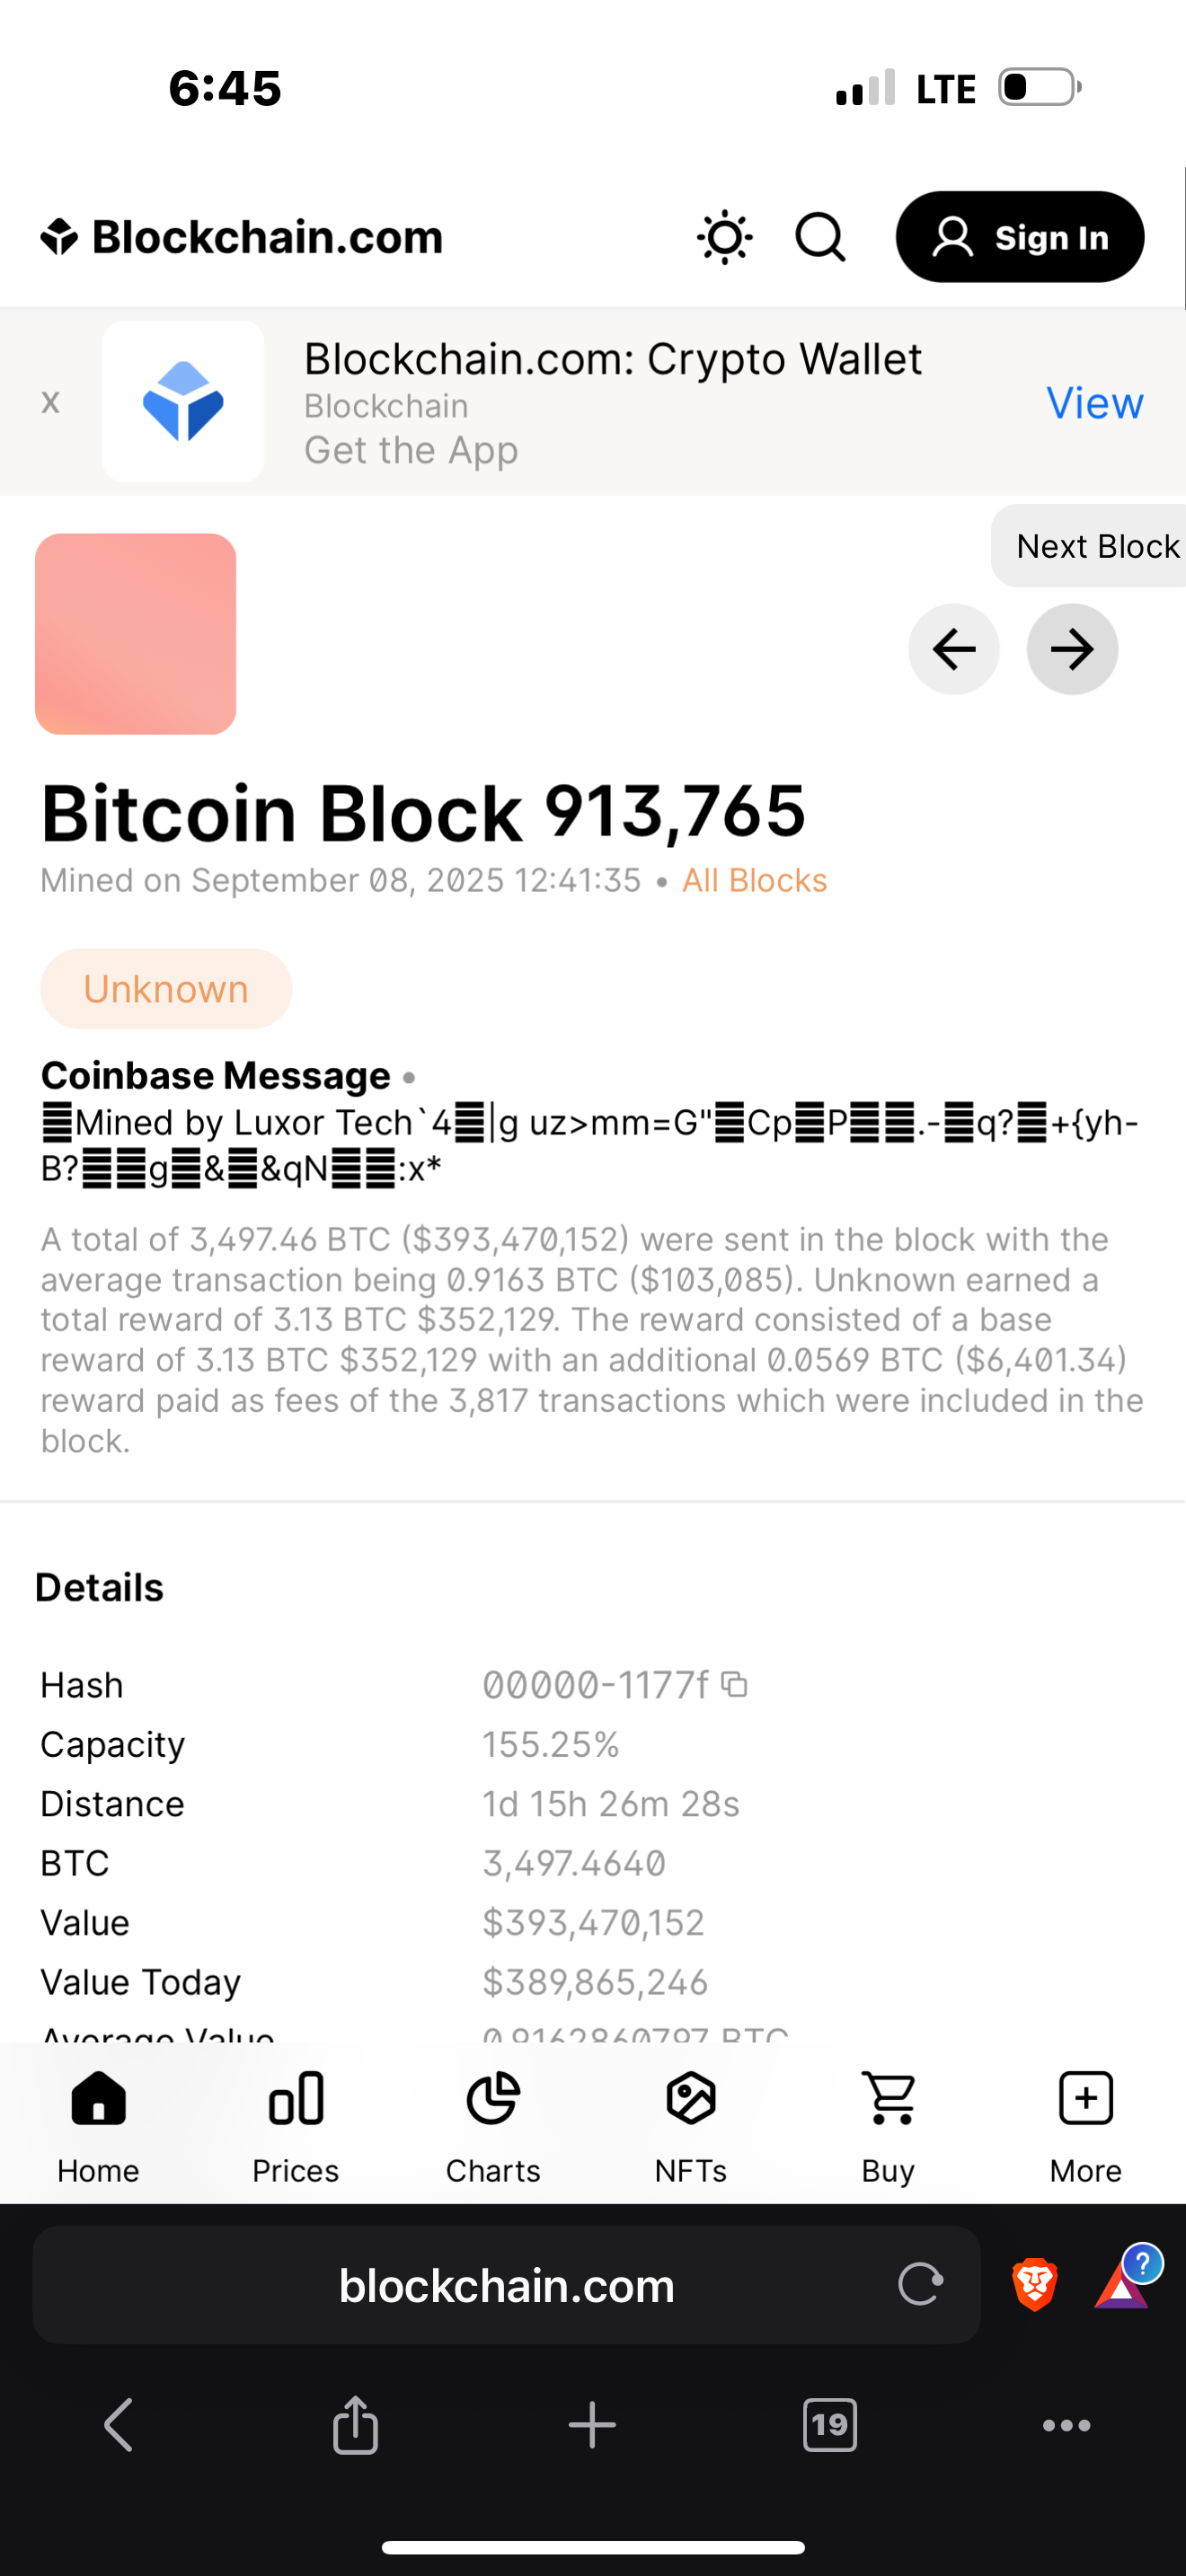 6:45
LTE
Blockchain.com
Sign In
x
Blockchain.com: Crypto Wallet
Blockchain
Get the App
View
Next Block
Bitcoin Block 913,765
Mined on September 08, 2025 12:41:35 • All Blocks
Unknown
Coinbase Message •
Mined by Luxor Tech`4|g uz>mm=G"CpP.-q?+{yh-
B?g&&qN:x*
A total of 3,497.46 BTC ($393,470,152) were sent in the block with the
average transaction being 0.9163 BTC ($103,085). Unknown earned a
total reward of 3.13 BTC $352,129. The reward consisted of a base
reward of 3.13 BTC $352,129 with an additional 0.0569 BTC ($6,401.34)
reward paid as fees of the 3,817 transactions which were included in the
block.
Details
Hash 00000-1177f
Capacity 155.25%
Distance 1d 15h 26m 28s
BTC 3,497.4640
Value $393,470,152
Value Today $389,865,246
Average Value 0.9162860797 BTC
Home Prices Charts NFTs Buy More
blockchain.com
?
19